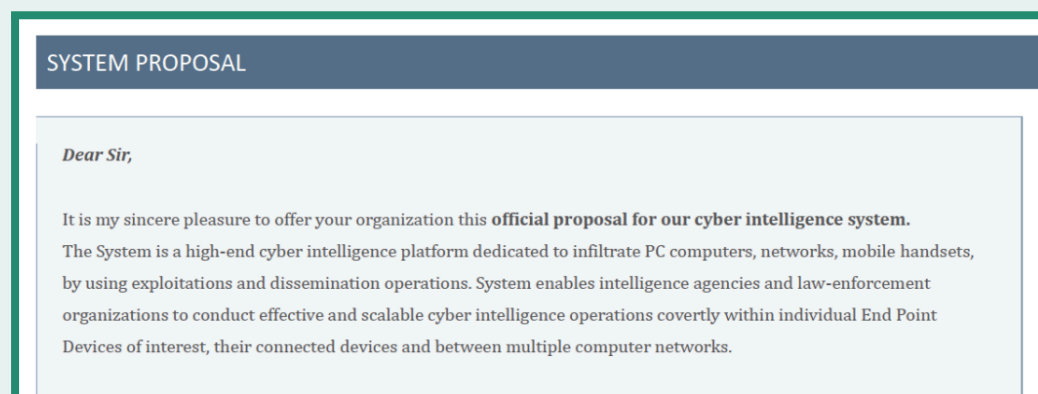 SYSTEM PROPOSAL
Dear Sir,
It is my sincere pleasure to offer your organization this official proposal for our cyber intelligence system.
The System is a high-end cyber intelligence platform dedicated to infiltrate PC computers, networks, mobile handsets,
by using exploitations and dissemination operations. System enables intelligence agencies and law-enforcement
organizations to conduct effective and scalable cyber intelligence operations covertly within individual End Point
Devices of interest, their connected devices and between multiple computer networks.